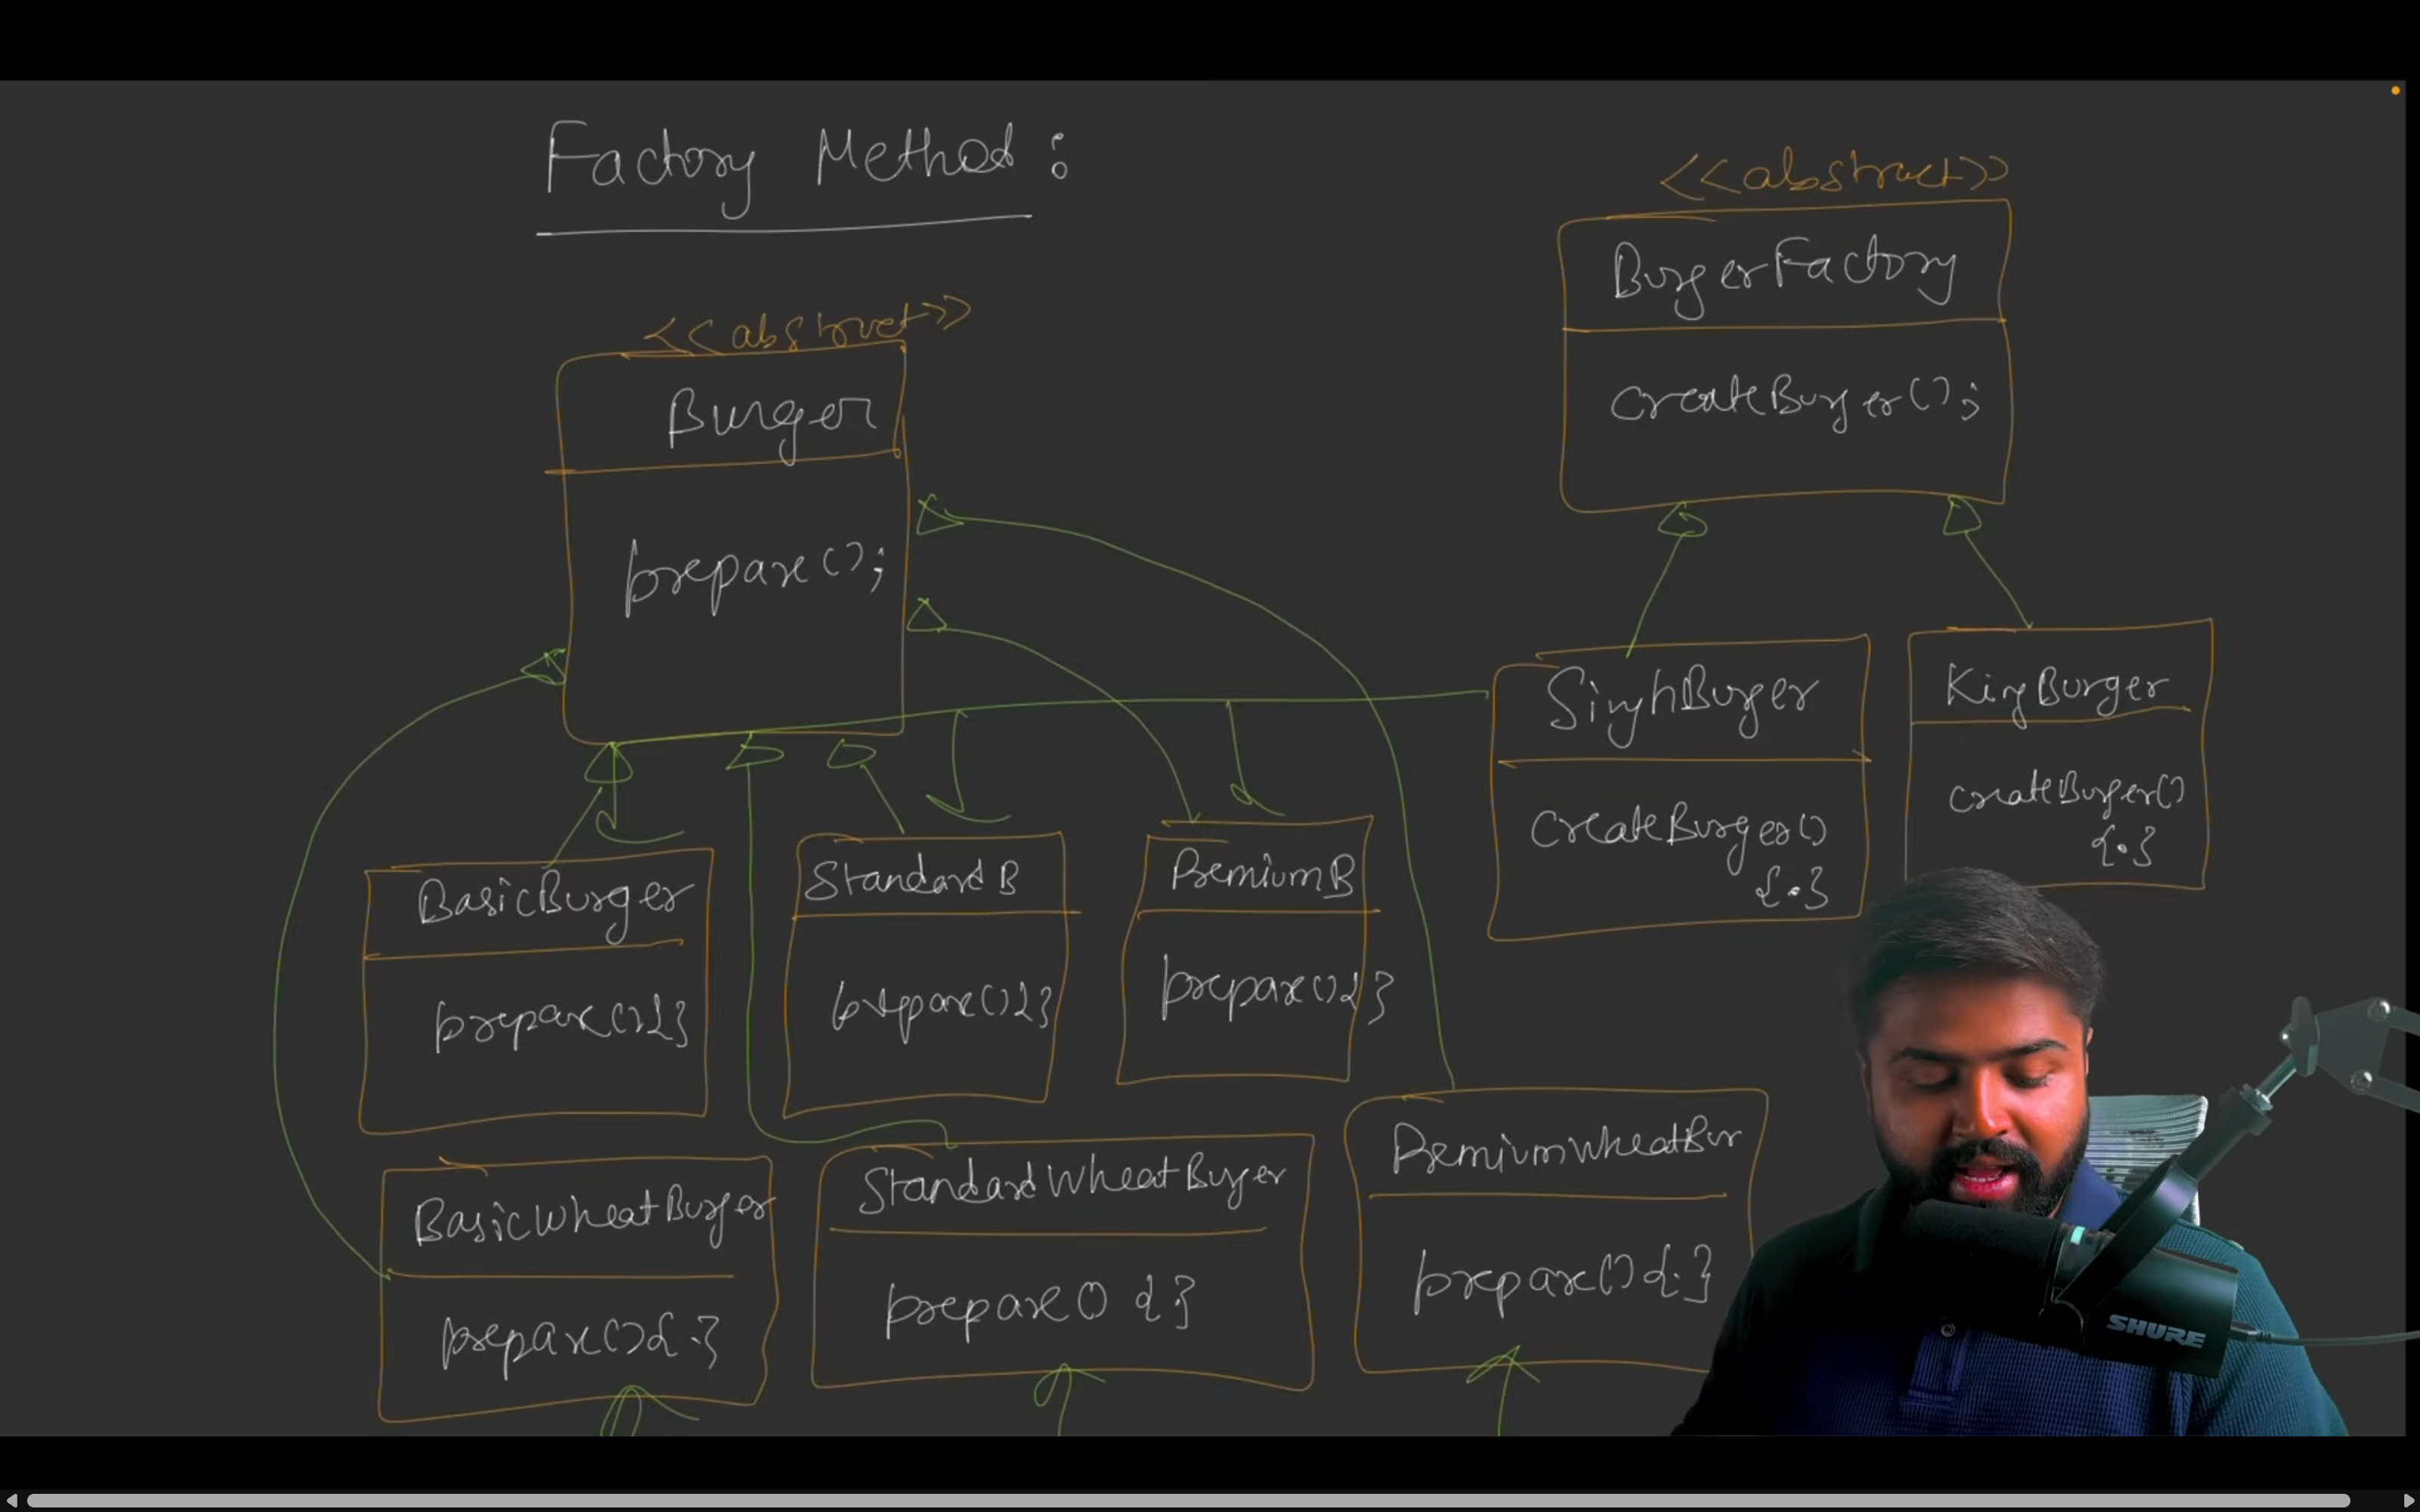 Factory Method :
<<abstract>>
BurgerFactory
createBurger();
<<abstract>>
Burger
prepare();
SinghBurger
createBurger()
{.}
KingBurger
createBurger()
{.}
BasicBurger
prepare(){}
StandardB
prepare(){}
PremiumB
prepare(){}
BasicWheatBurger
prepare(){.}
StandardWheatBurger
prepare() {.}
PremiumWheatBur
prepare(){.}
SHURE